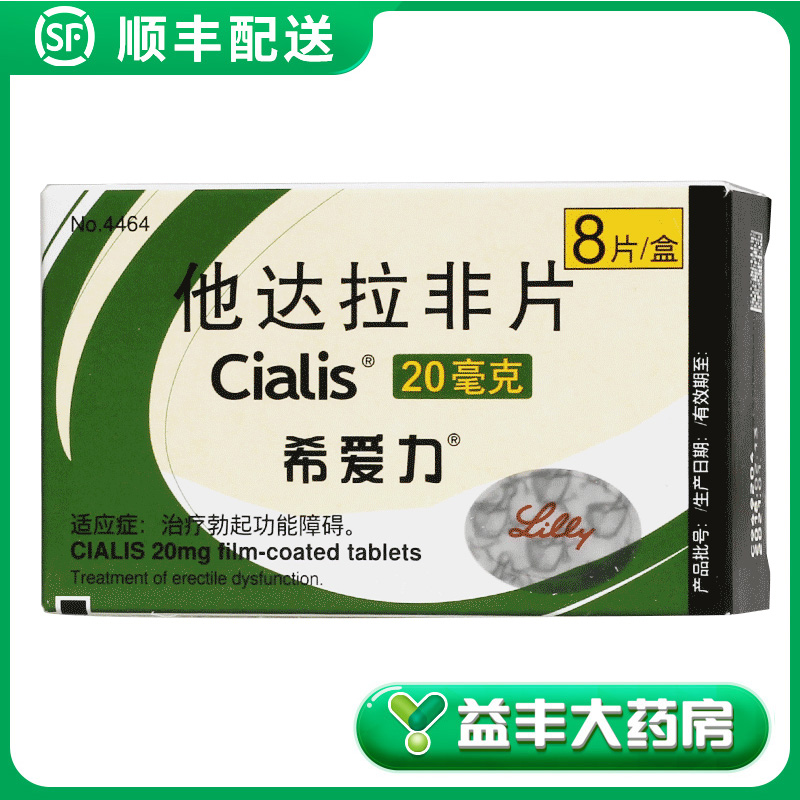 SF 顺丰配送
No.4464
8片/盒
他达拉非片
Cialis® 20毫克
希爱力®
适应症：治疗勃起功能障碍。
CIALIS 20mg film-coated tablets
Treatment of erectile dysfunction.
Lilly
产品批号：/生产日期：/有效期至：
益丰大药房